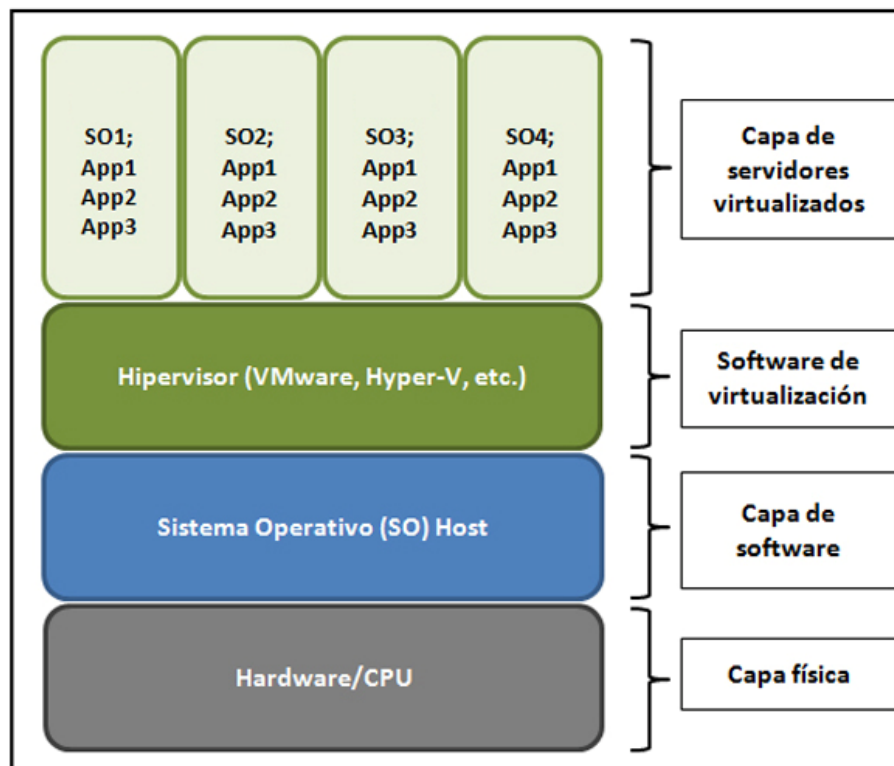 SO1;
App1
App2
App3
SO2;
App1
App2
App3
SO3;
App1
App2
App3
SO4;
App1
App2
App3
Capa de
servidores
virtualizados
Hipervisor (VMware, Hyper-V, etc.)
Software de
virtualización
Sistema Operativo (SO) Host
Capa de
software
Hardware/CPU
Capa física